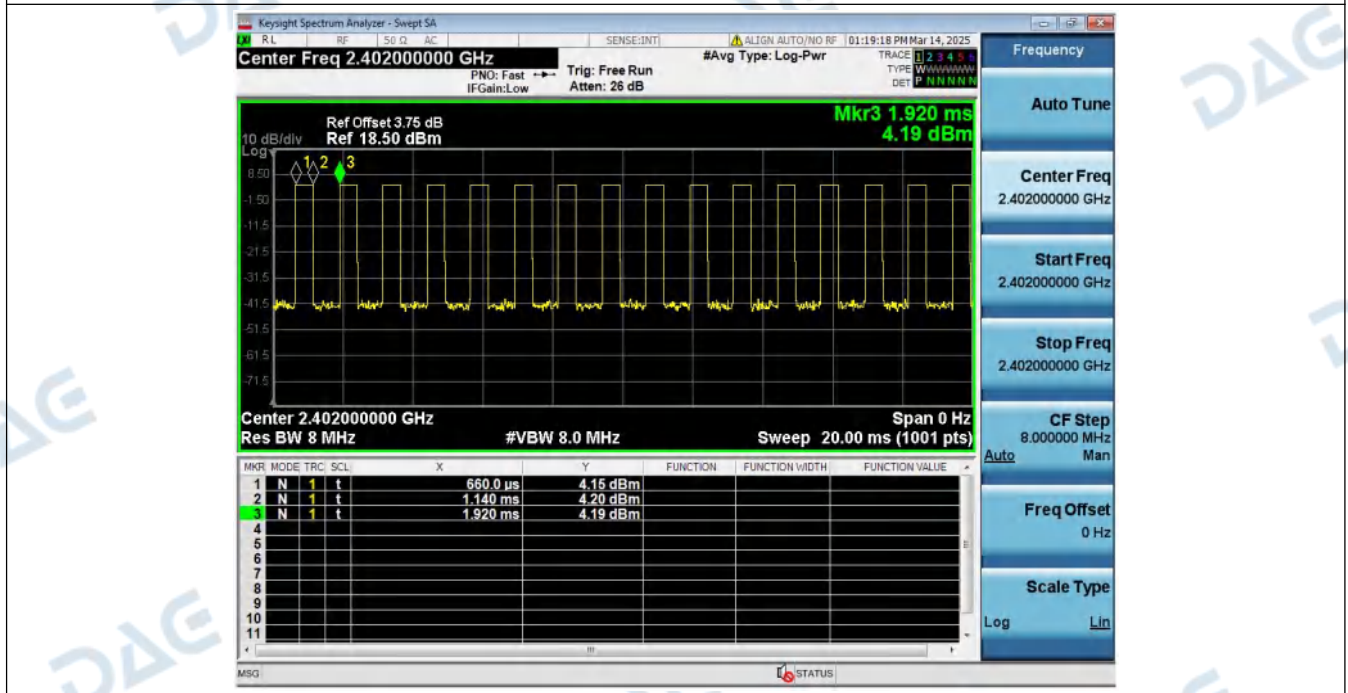 Keysight Spectrum Analyzer - Swept SA
LXI RL RF 50 Ω AC SENSE:INT ALIGN AUTO/NO RF 01:19:18 PM Mar 14, 2025
Center Freq 2.402000000 GHz #Avg Type: Log-Pwr TRACE 1 2 3 4 5 6
PNO: Fast Trig: Free Run TYPE WWWWWW
IFGain:Low Atten: 26 dB DET P N N N N N
Frequency
Mkr3 1.920 ms
Ref Offset 3.75 dB
10 dB/div Ref 18.50 dBm 4.19 dBm
Log
1 2 3
8.50
-1.50
-11.5
-21.5
-31.5
-41.5
-51.5
-61.5
-71.5
Center 2.402000000 GHz Span 0 Hz
Res BW 8 MHz #VBW 8.0 MHz Sweep 20.00 ms (1001 pts)
MKR MODE TRC SCL X Y FUNCTION FUNCTION WIDTH FUNCTION VALUE
1 N 1 t 660.0 µs 4.15 dBm
2 N 1 t 1.140 ms 4.20 dBm
3 N 1 t 1.920 ms 4.19 dBm
4
5
6
7
8
9
10
11
MSG STATUS
Auto Tune
Center Freq
2.402000000 GHz
Start Freq
2.402000000 GHz
Stop Freq
2.402000000 GHz
CF Step
8.000000 MHz
Auto Man
Freq Offset
0 Hz
Scale Type
Log Lin
DAE
DAE